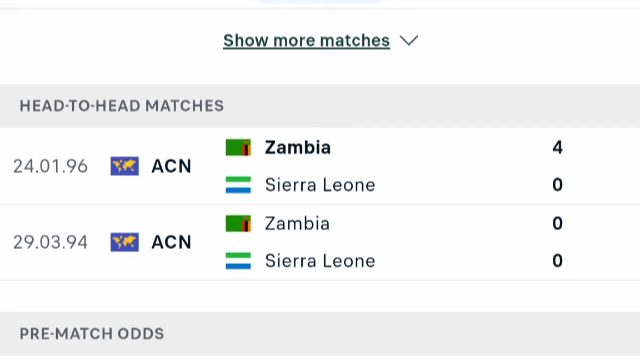 Show more matches
HEAD-TO-HEAD MATCHES
24.01.96 ACN Zambia 4
Sierra Leone 0
29.03.94 ACN Zambia 0
Sierra Leone 0
PRE-MATCH ODDS